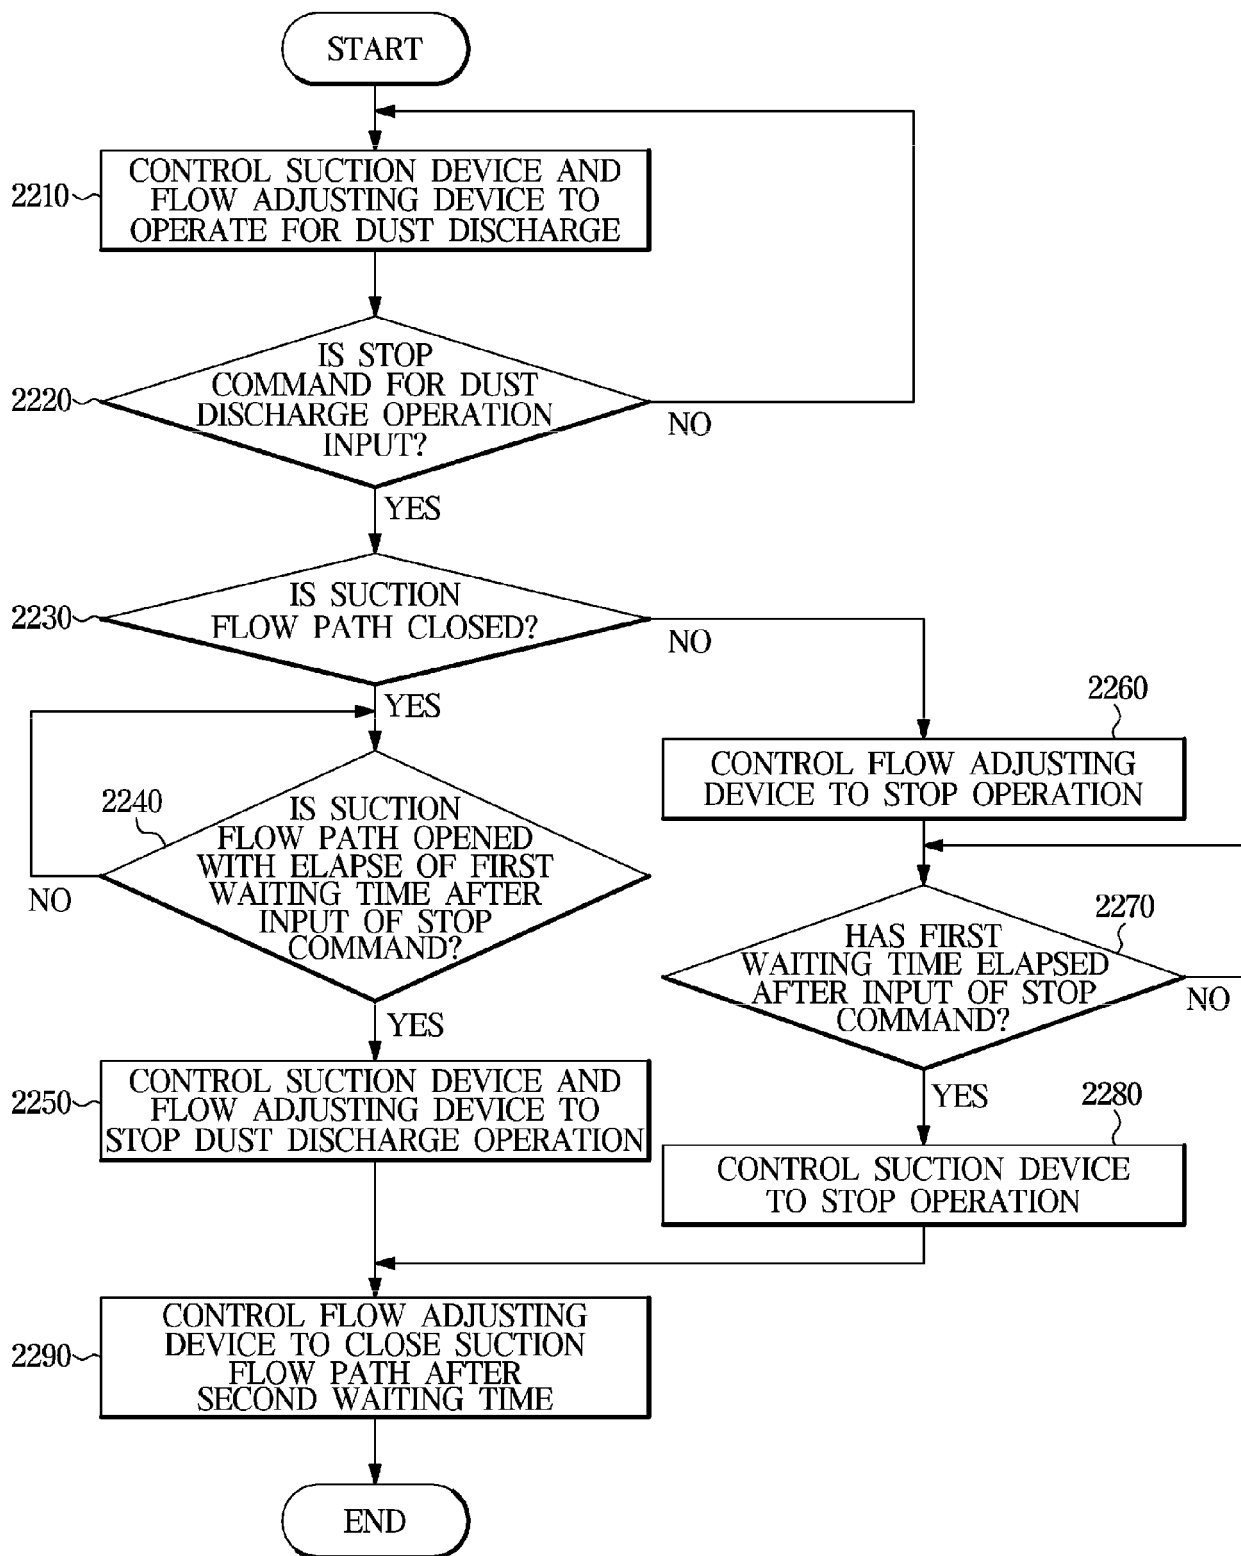 START
CONTROL SUCTION DEVICE AND
FLOW ADJUSTING DEVICE TO
OPERATE FOR DUST DISCHARGE
2210
IS STOP
COMMAND FOR DUST
DISCHARGE OPERATION
INPUT?
2220
NO
YES
IS SUCTION
FLOW PATH CLOSED?
2230
NO
YES
2240
IS SUCTION
FLOW PATH OPENED
WITH ELAPSE OF FIRST
WAITING TIME AFTER
INPUT OF STOP
COMMAND?
NO
YES
2250
CONTROL SUCTION DEVICE AND
FLOW ADJUSTING DEVICE TO
STOP DUST DISCHARGE OPERATION
2260
CONTROL FLOW ADJUSTING
DEVICE TO STOP OPERATION
2270
HAS FIRST
WAITING TIME ELAPSED
AFTER INPUT OF STOP
COMMAND?
NO
YES
2280
CONTROL SUCTION DEVICE
TO STOP OPERATION
2290
CONTROL FLOW ADJUSTING
DEVICE TO CLOSE SUCTION
FLOW PATH AFTER
SECOND WAITING TIME
END